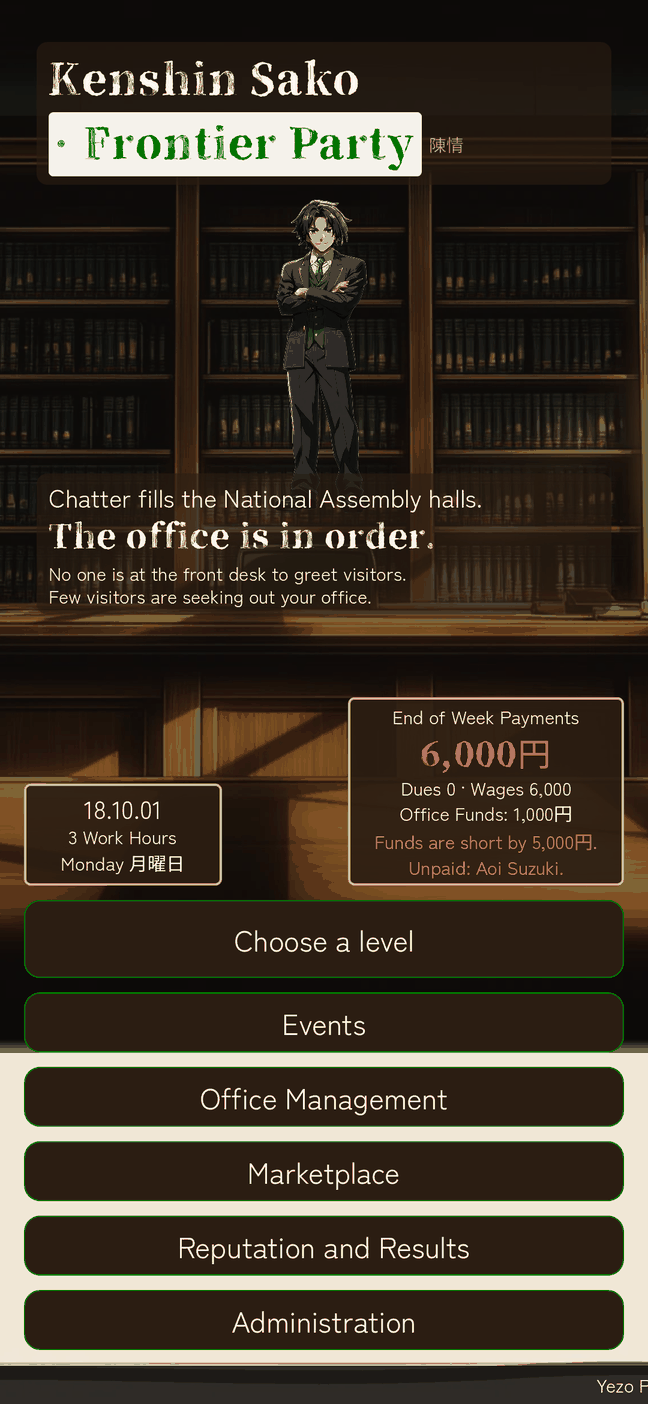 Kenshin Sako
· Frontier Party 陳情
Chatter fills the National Assembly halls.
The office is in order.
No one is at the front desk to greet visitors.
Few visitors are seeking out your office.
End of Week Payments
6,000円
Dues 0 · Wages 6,000
Office Funds: 1,000円
Funds are short by 5,000円.
Unpaid: Aoi Suzuki.
18.10.01
3 Work Hours
Monday 月曜日
Choose a level
Events
Office Management
Marketplace
Reputation and Results
Administration
Yezo F